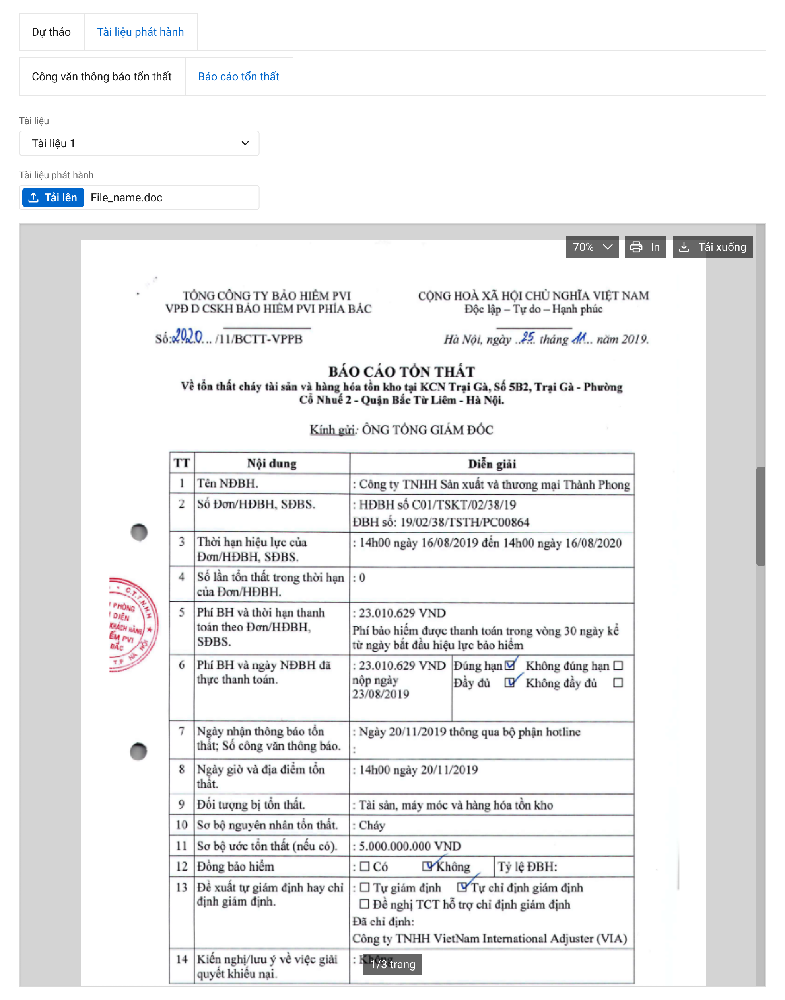 Dự thảo
Tài liệu phát hành
Công văn thông báo tổn thất
Báo cáo tổn thất
Tài liệu
Tài liệu 1
Tài liệu phát hành
Tải lên
File_name.doc
70%
In
Tải xuống
TỔNG CÔNG TY BẢO HIỂM PVI
VPĐ D CSKH BẢO HIỂM PVI PHÍA BẮC
CỘNG HOÀ XÃ HỘI CHỦ NGHĨA VIỆT NAM
Độc lập – Tự do – Hạnh phúc
Số: 2020... /11/BCTT-VPPB
Hà Nội, ngày 25 tháng 11 năm 2019.
BÁO CÁO TỔN THẤT
Về tổn thất cháy tài sản và hàng hóa tồn kho tại KCN Trại Gà, Số 5B2, Trại Gà - Phường
Cổ Nhuế 2 - Quận Bắc Từ Liêm - Hà Nội.
Kính gửi: ÔNG TỔNG GIÁM ĐỐC
TT Nội dung Diễn giải
1 Tên NĐBH. : Công ty TNHH Sản xuất và thương mại Thành Phong
2 Số Đơn/HĐBH, SĐBS. : HĐBH số C01/TSKT/02/38/19
ĐBH số: 19/02/38/TSTH/PC00864
3 Thời hạn hiệu lực của : 14h00 ngày 16/08/2019 đến 14h00 ngày 16/08/2020
Đơn/HĐBH, SĐBS.
4 Số lần tổn thất trong thời hạn : 0
của Đơn/HĐBH.
5 Phí BH và thời hạn thanh : 23.010.629 VND
toán theo Đơn/HĐBH, Phí bảo hiểm được thanh toán trong vòng 30 ngày kể
SĐBS. từ ngày bắt đầu hiệu lực bảo hiểm
6 Phí BH và ngày NĐBH đã : 23.010.629 VND Đúng hạn ☑ Không đúng hạn ☐
thực thanh toán. nộp ngày Đầy đủ ☑ Không đầy đủ ☐
23/08/2019
7 Ngày nhận thông báo tổn : Ngày 20/11/2019 thông qua bộ phận hotline
thất; Số công văn thông báo. :
8 Ngày giờ và địa điểm tổn : 14h00 ngày 20/11/2019
thất.
9 Đối tượng bị tổn thất. : Tài sản, máy móc và hàng hóa tồn kho
10 Sơ bộ nguyên nhân tổn thất. : Cháy
11 Sơ bộ ước tổn thất (nếu có). : 5.000.000.000 VND
12 Đồng bảo hiểm : ☐ Có ☑ Không Tỷ lệ ĐBH:
13 Đề xuất tự giám định hay chỉ : ☐ Tự giám định ☑ Tự chỉ định giám định
định giám định. ☐ Đề nghị TCT hỗ trợ chỉ định giám định
Đã chỉ định:
Công ty TNHH VietNam International Adjuster (VIA)
14 Kiến nghị/lưu ý về việc giải : Không
quyết khiếu nại.
1/3 trang
C.T.T.N.H.H
PHÒNG
DIỆN
KHÁCH HÀNG
ỂM PVI
BẮC
T.P HÀ NỘI